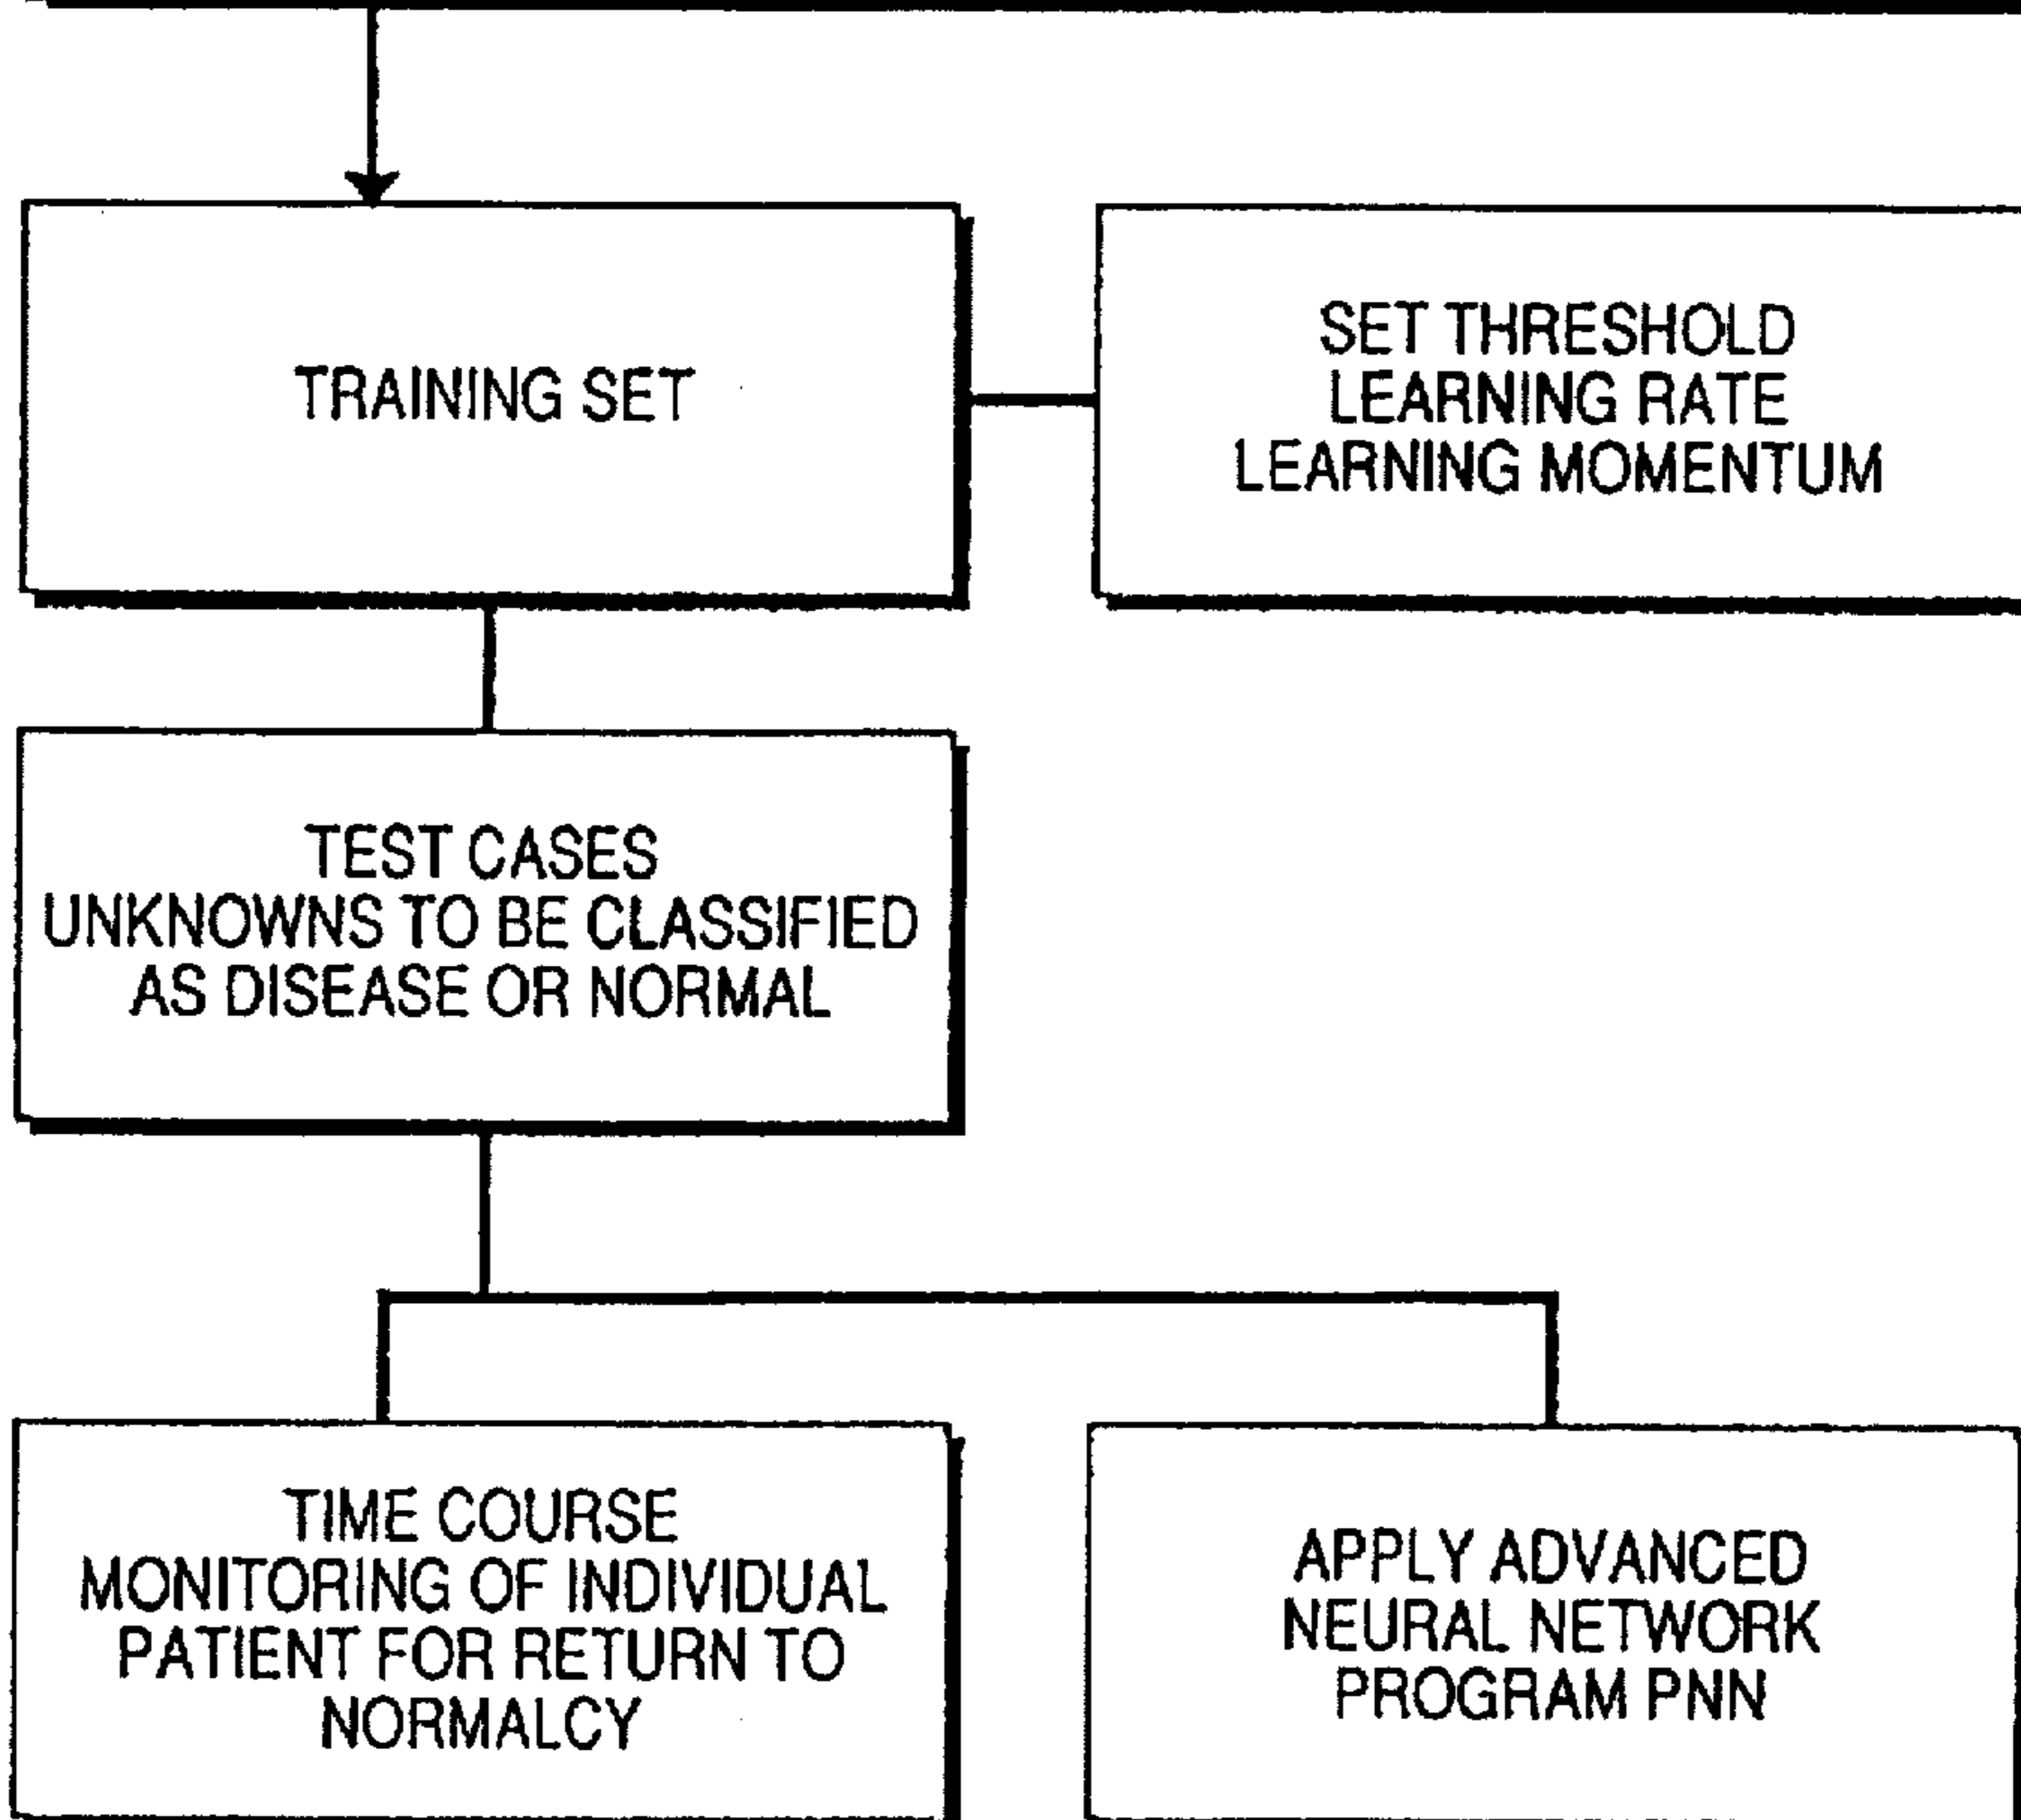 TRAINING SET
SET THRESHOLD
LEARNING RATE
LEARNING MOMENTUM
TEST CASES
UNKNOWNS TO BE CLASSIFIED
AS DISEASE OR NORMAL
TIME COURSE
MONITORING OF INDIVIDUAL
PATIENT FOR RETURN TO
NORMALCY
APPLY ADVANCED
NEURAL NETWORK
PROGRAM PNN